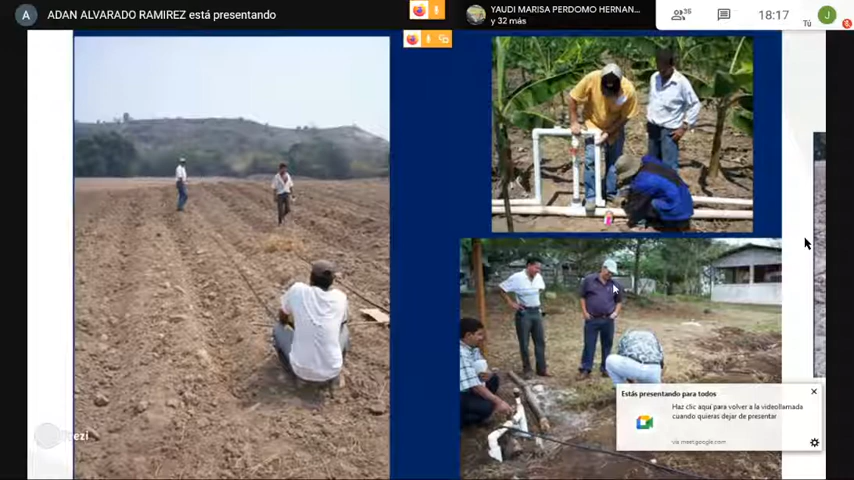 A ADAN ALVARADO RAMIREZ está presentando
YAUDI MARISA PERDOMO HERNAN...
y 32 más
35
18:17
Tú
J
Estás presentando para todos
Haz clic aquí para volver a la videollamada
cuando quieras dejar de presentar
via meet.google.com